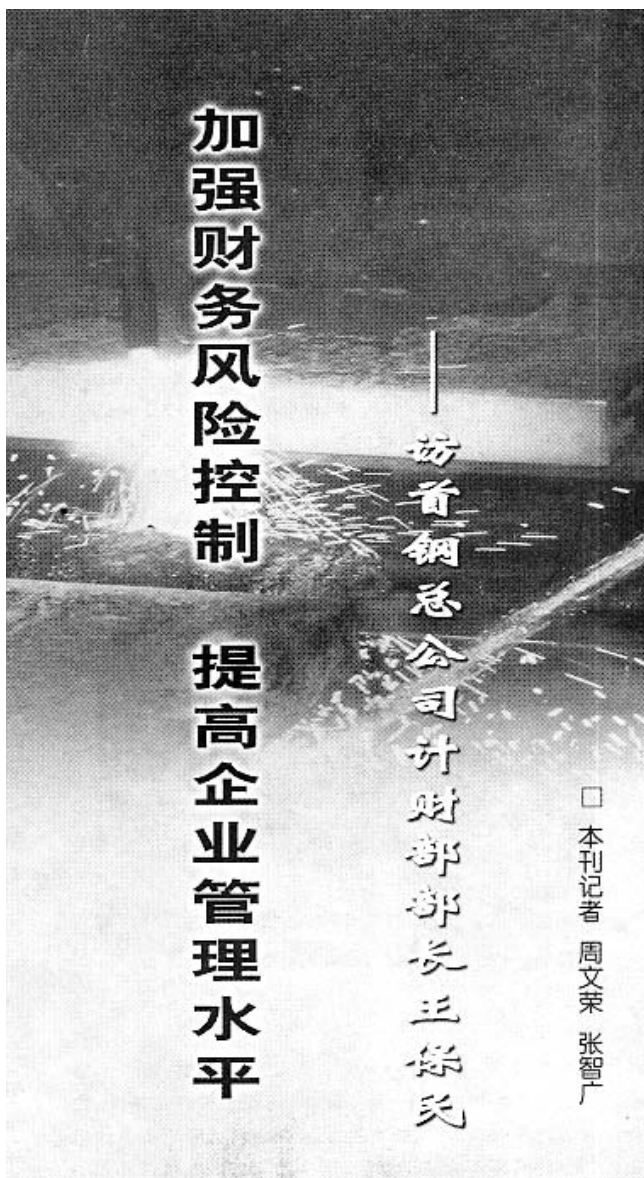 加强财务风险控制 提高企业管理水平
——访首钢总公司计财部部长王保民
□ 本刊记者 周文荣 张智广